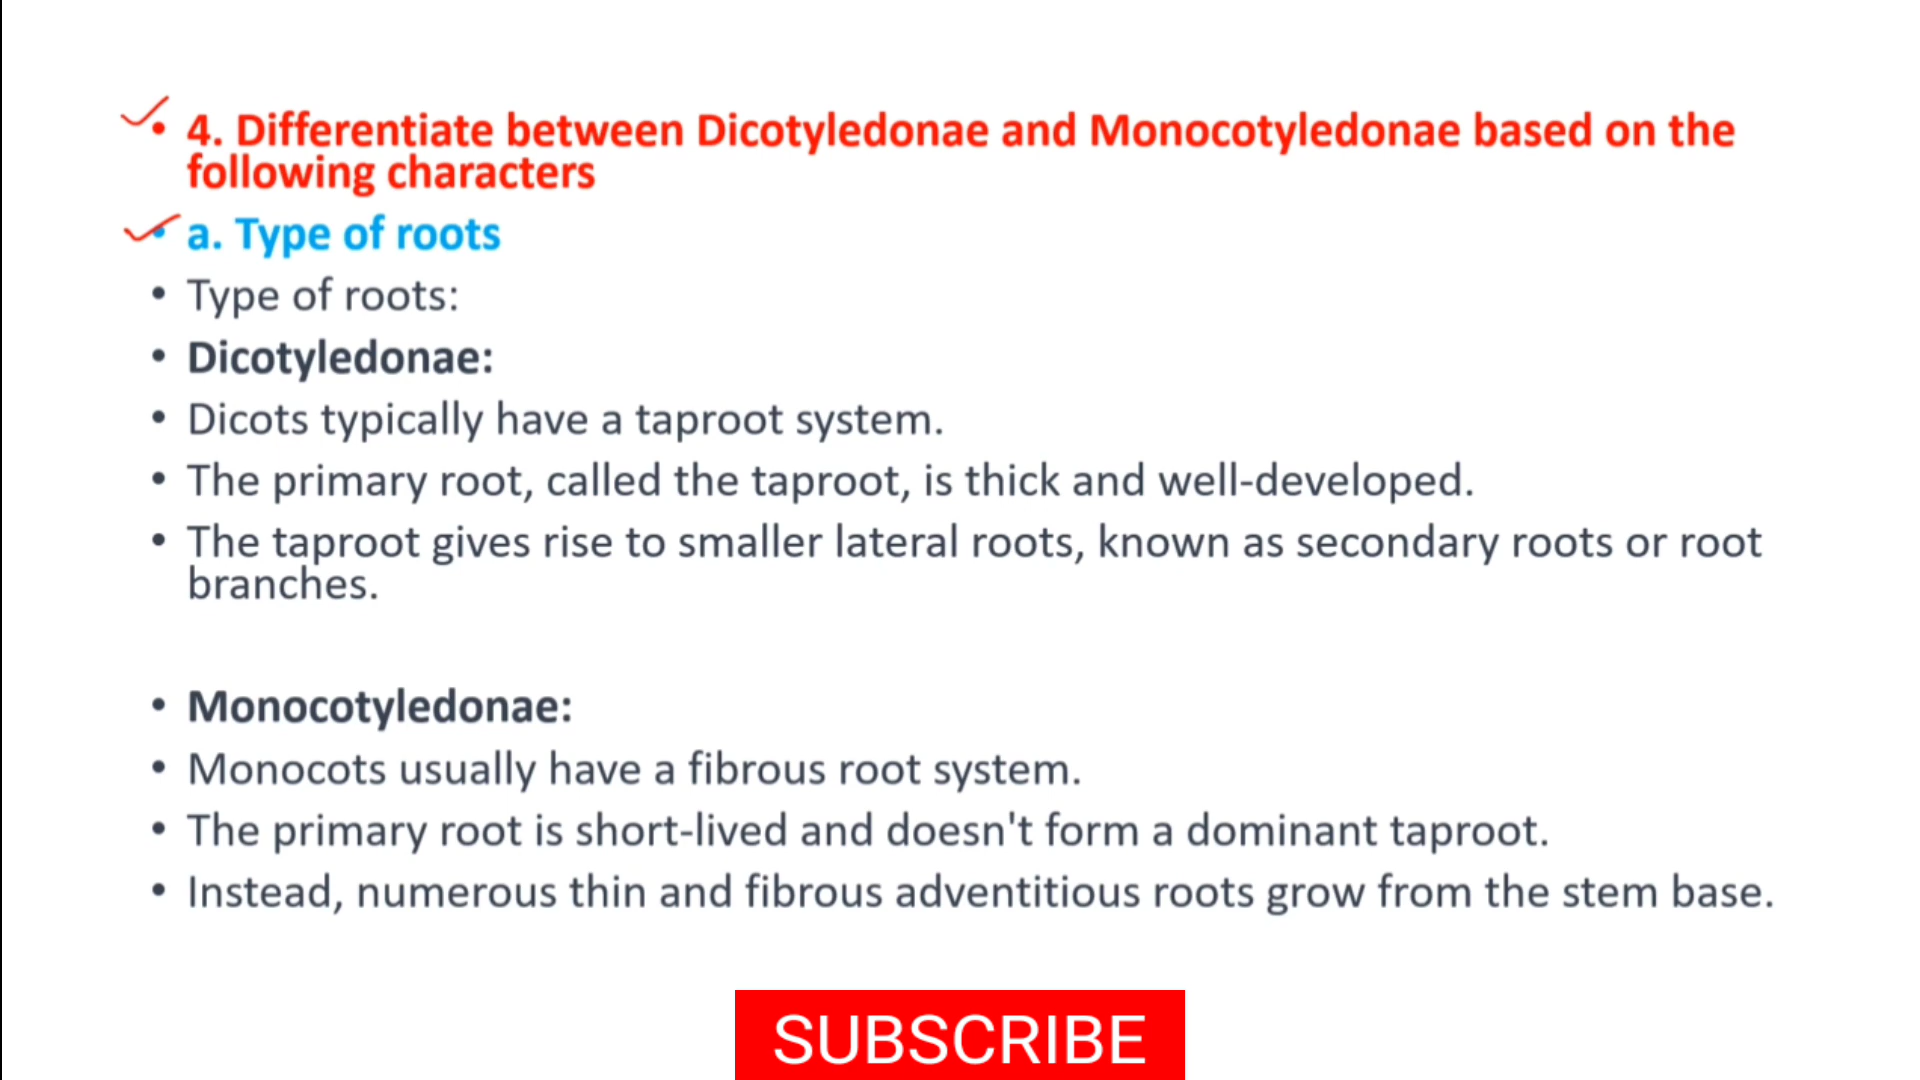 • 4. Differentiate between Dicotyledonae and Monocotyledonae based on the
following characters
• a. Type of roots
• Type of roots:
• Dicotyledonae:
• Dicots typically have a taproot system.
• The primary root, called the taproot, is thick and well-developed.
• The taproot gives rise to smaller lateral roots, known as secondary roots or root
branches.
• Monocotyledonae:
• Monocots usually have a fibrous root system.
• The primary root is short-lived and doesn't form a dominant taproot.
• Instead, numerous thin and fibrous adventitious roots grow from the stem base.
SUBSCRIBE